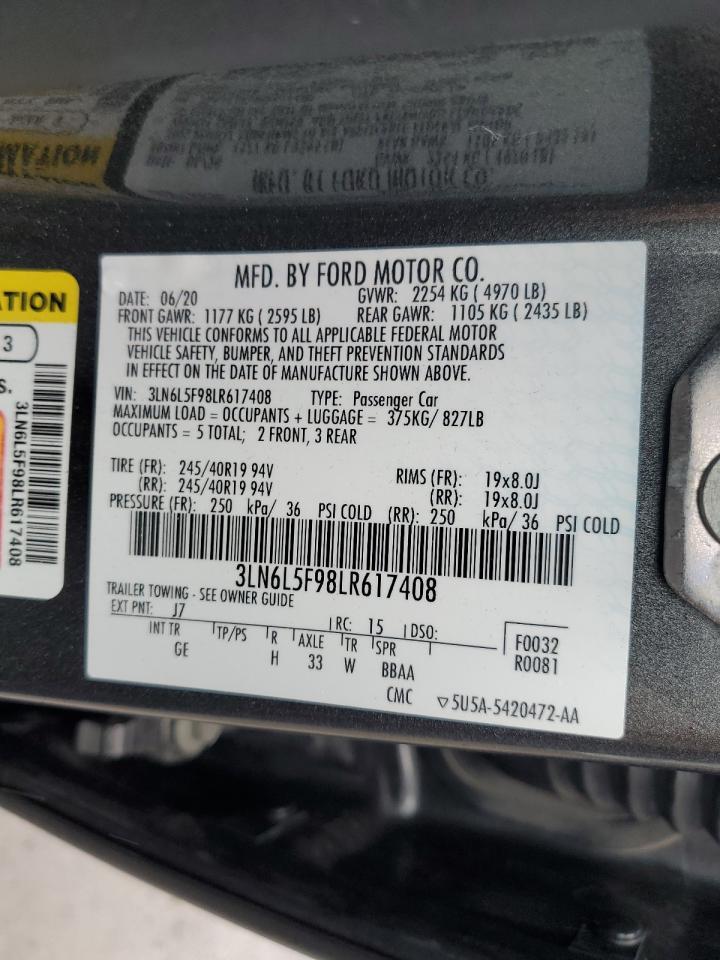 MFD. BY FORD MOTOR CO.
DATE: 06/20 GVWR: 2254 KG ( 4970 LB)
FRONT GAWR: 1177 KG ( 2595 LB) REAR GAWR: 1105 KG ( 2435 LB)
THIS VEHICLE CONFORMS TO ALL APPLICABLE FEDERAL MOTOR
VEHICLE SAFETY, BUMPER, AND THEFT PREVENTION STANDARDS
IN EFFECT ON THE DATE OF MANUFACTURE SHOWN ABOVE.
VIN: 3LN6L5F98LR617408 TYPE: Passenger Car
MAXIMUM LOAD = OCCUPANTS + LUGGAGE = 375KG/ 827LB
OCCUPANTS = 5 TOTAL; 2 FRONT, 3 REAR
TIRE (FR): 245/40R19 94V RIMS (FR): 19x8.0J
(RR): 245/40R19 94V (RR): 19x8.0J
PRESSURE (FR): 250 kPa/ 36 PSI COLD (RR): 250 kPa/ 36 PSI COLD
3LN6L5F98LR617408
TRAILER TOWING - SEE OWNER GUIDE
EXT PNT: J7 RC: 15 DSO:
INT TR TP/PS R AXLE TR SPR
GE H 33 W BBAA
F0032
R0081
CMC ▽5U5A-5420472-AA
ATION
3
S.
3LN6L5F98LR617408